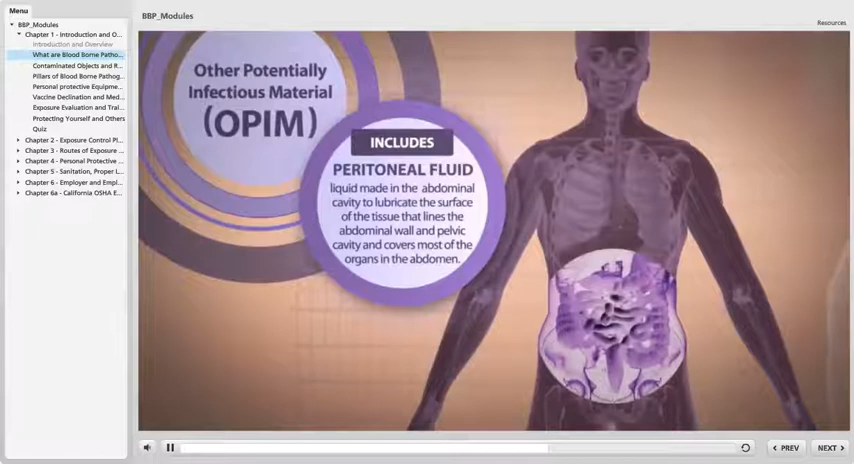 Menu
BBP_Modules
Chapter 1 - Introduction and O...
Introduction and Overview
What are Blood Borne Patho...
Contaminated Objects and R...
Pillars of Blood Borne Pathog...
Personal protective Equipme...
Vaccine Declination and Med...
Exposure Evaluation and Trai...
Protecting Yourself and Others
Quiz
Chapter 2 - Exposure Control Pl...
Chapter 3 - Routes of Exposure ...
Chapter 4 - Personal Protective ...
Chapter 5 - Sanitation, Proper L...
Chapter 6 - Employer and Empl...
Chapter 6a - California OSHA E...
BBP_Modules
Resources
Other Potentially
Infectious Material
(OPIM)
INCLUDES
PERITONEAL FLUID
liquid made in the abdominal
cavity to lubricate the surface
of the tissue that lines the
abdominal wall and pelvic
cavity and covers most of the
organs in the abdomen.
PREV
NEXT